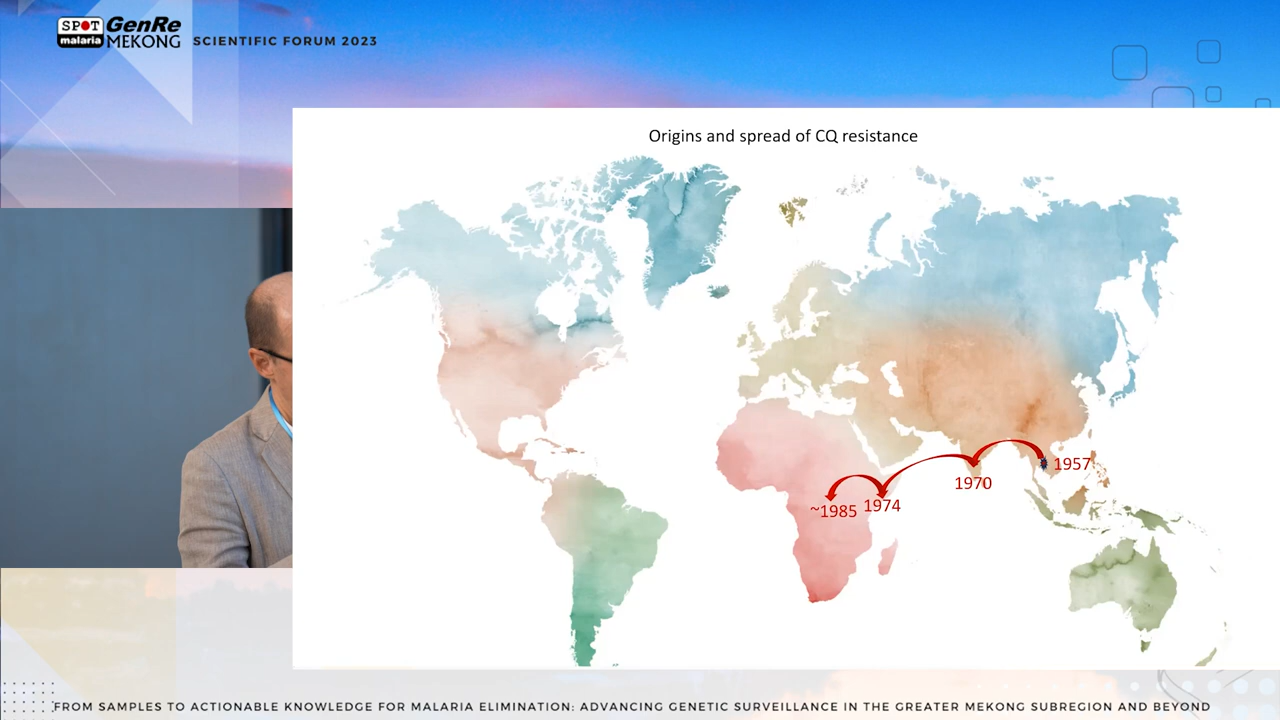 SPOT
malaria
GenRe
MEKONG
SCIENTIFIC FORUM 2023
Origins and spread of CQ resistance
1957
1970
1974
~1985
FROM SAMPLES TO ACTIONABLE KNOWLEDGE FOR MALARIA ELIMINATION: ADVANCING GENETIC SURVEILLANCE IN THE GREATER MEKONG SUBREGION AND BEYOND